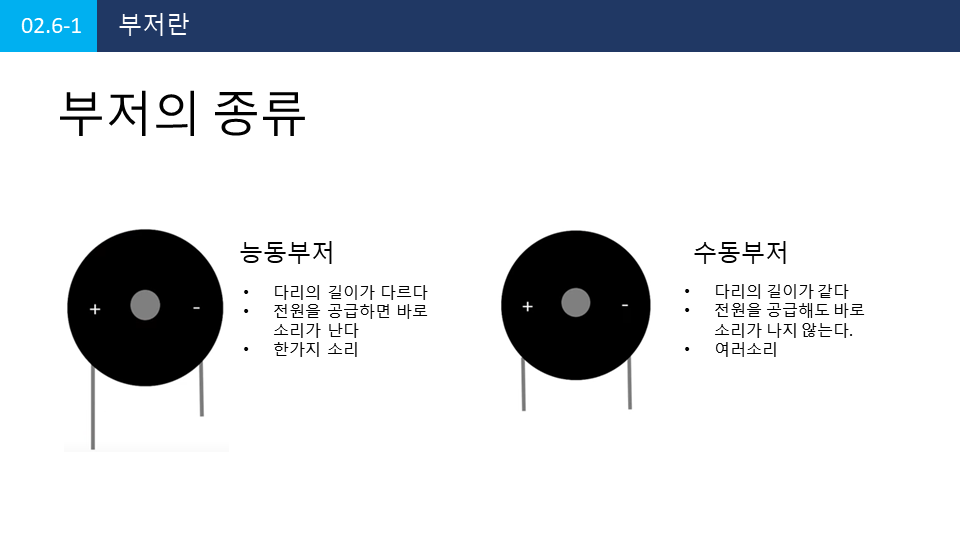 02.6-1 부저란
부저의 종류
능동부저
• 다리의 길이가 다르다
• 전원을 공급하면 바로
소리가 난다
• 한가지 소리
+ -
수동부저
• 다리의 길이가 같다
• 전원을 공급해도 바로
소리가 나지 않는다.
• 여러소리
+ -